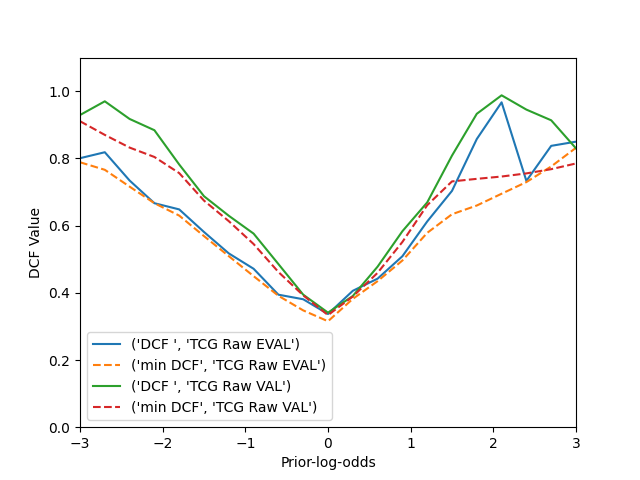 1.0
0.8
0.6
0.4
0.2
0.0
DCF Value
('DCF ', 'TCG Raw EVAL')
('min DCF', 'TCG Raw EVAL')
('DCF ', 'TCG Raw VAL')
('min DCF', 'TCG Raw VAL')
−3 −2 −1 0 1 2 3
Prior-log-odds